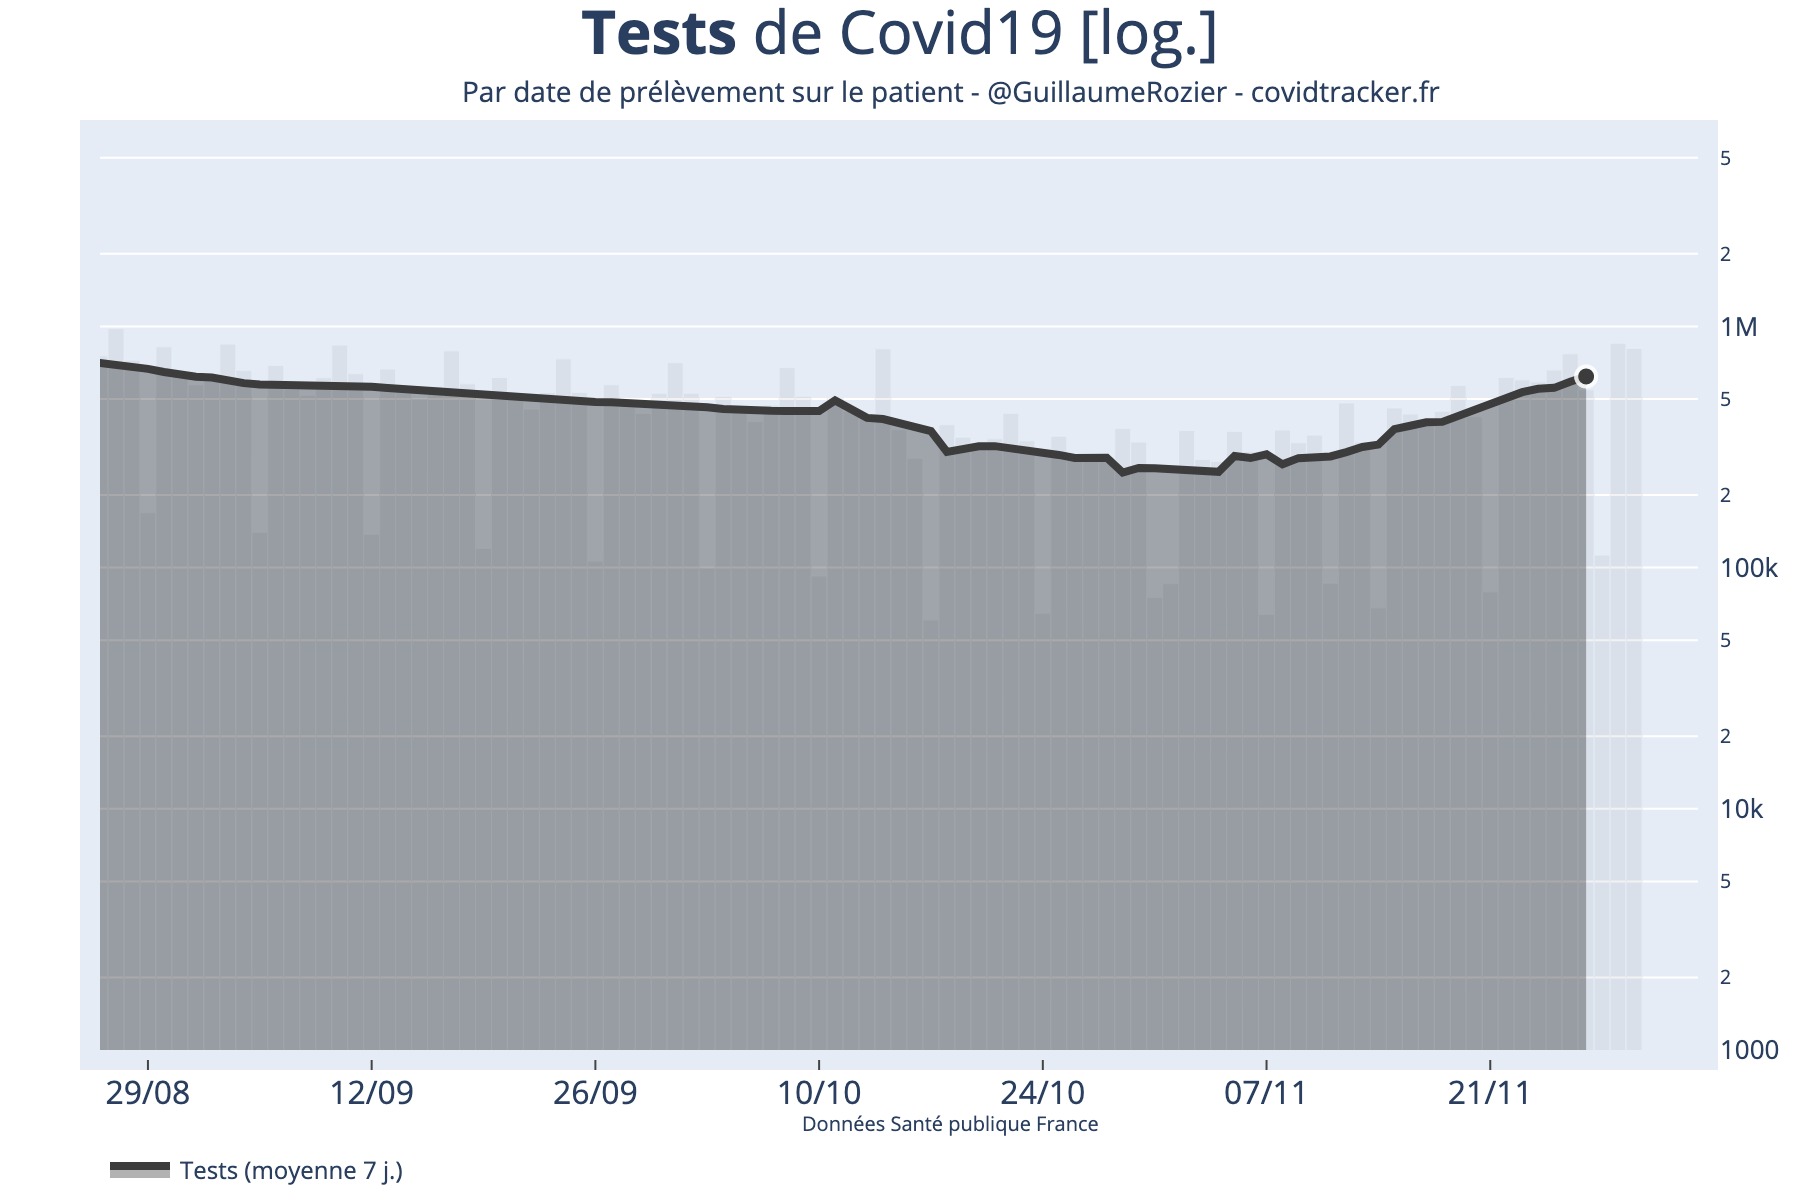 Tests de Covid19 [log.]
Par date de prélèvement sur le patient - @GuillaumeRozier - covidtracker.fr
5
2
1M
5
2
100k
5
2
10k
5
2
1000
29/08 12/09 26/09 10/10 24/10 07/11 21/11
Données Santé publique France
Tests (moyenne 7 j.)